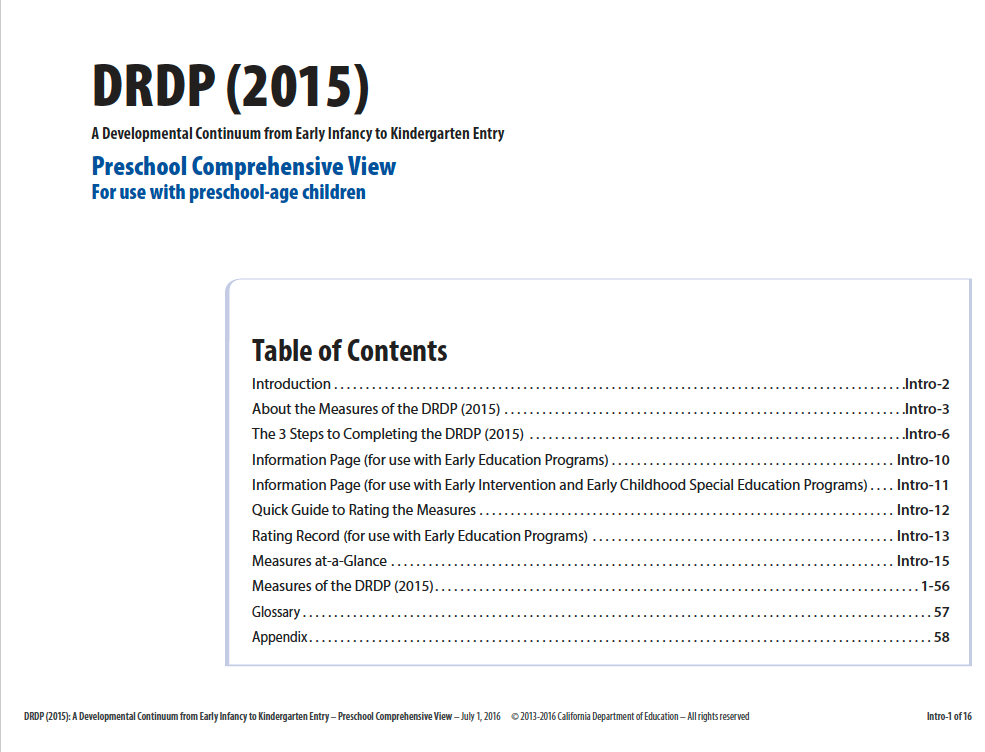 DRDP (2015)
A Developmental Continuum from Early Infancy to Kindergarten Entry
Preschool Comprehensive View
For use with preschool-age children
Table of Contents
Introduction . . . . . . . . . . . . . . . . . . . . Intro-2
About the Measures of the DRDP (2015) . . . . . . . . . . . . . . . . . . . . Intro-3
The 3 Steps to Completing the DRDP (2015) . . . . . . . . . . . . . . . . . . . . Intro-6
Information Page (for use with Early Education Programs) . . . . . . . . . . . . . . . . . . . . Intro-10
Information Page (for use with Early Intervention and Early Childhood Special Education Programs) . . . . Intro-11
Quick Guide to Rating the Measures . . . . . . . . . . . . . . . . . . . . Intro-12
Rating Record (for use with Early Education Programs) . . . . . . . . . . . . . . . . . . . . Intro-13
Measures at-a-Glance . . . . . . . . . . . . . . . . . . . . Intro-15
Measures of the DRDP (2015) . . . . . . . . . . . . . . . . . . . . 1-56
Glossary . . . . . . . . . . . . . . . . . . . . 57
Appendix . . . . . . . . . . . . . . . . . . . . 58
DRDP (2015): A Developmental Continuum from Early Infancy to Kindergarten Entry – Preschool Comprehensive View – July 1, 2016 © 2013-2016 California Department of Education – All rights reserved Intro-1 of 16